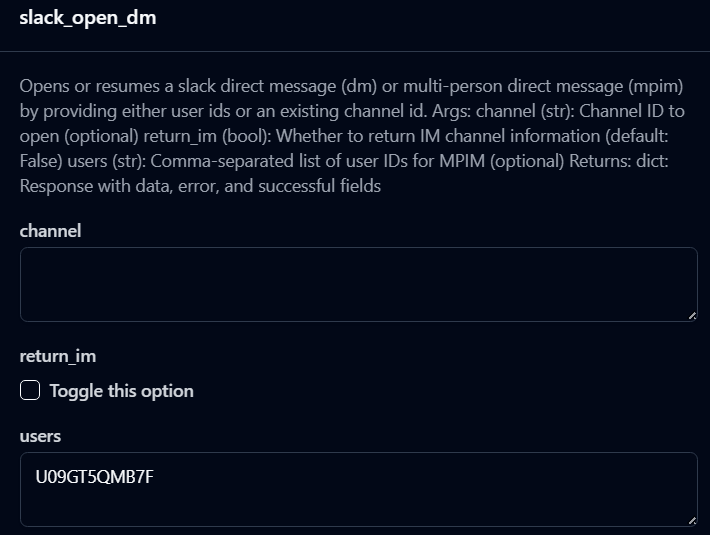 slack_open_dm
Opens or resumes a slack direct message (dm) or multi-person direct message (mpim)
by providing either user ids or an existing channel id. Args: channel (str): Channel ID to
open (optional) return_im (bool): Whether to return IM channel information (default:
False) users (str): Comma-separated list of user IDs for MPIM (optional) Returns: dict:
Response with data, error, and successful fields
channel
return_im
Toggle this option
users
U09GT5QMB7F